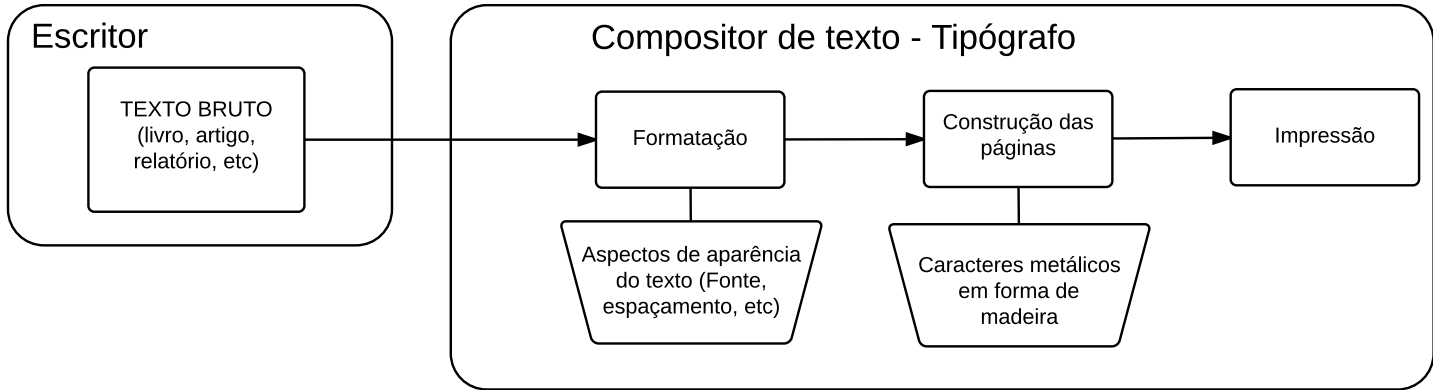 Escritor
TEXTO BRUTO
(livro, artigo,
relatório, etc)
Compositor de texto - Tipógrafo
Formatação
Construção das
páginas
Impressão
Aspectos de aparência
do texto (Fonte,
espaçamento, etc)
Caracteres metálicos
em forma de
madeira